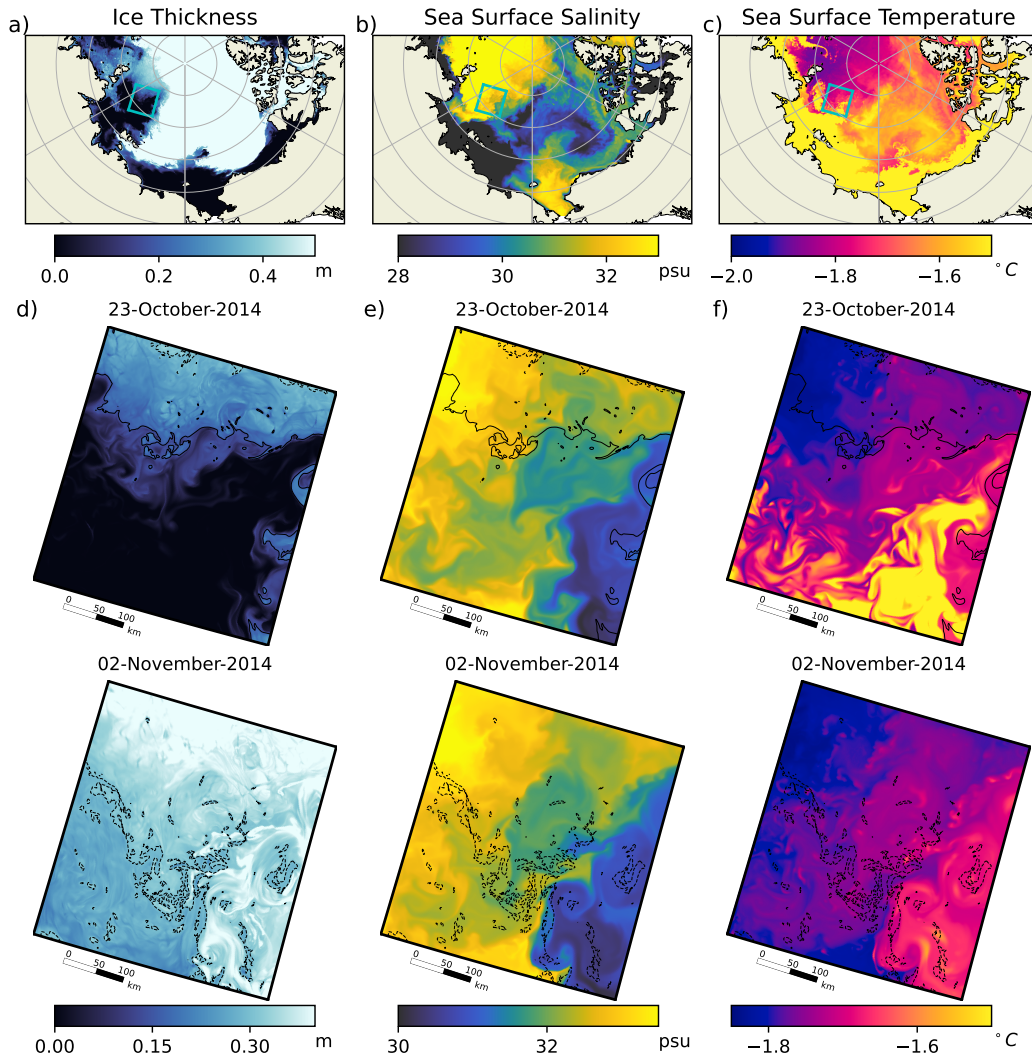 a) Ice Thickness b) Sea Surface Salinity c) Sea Surface Temperature
0.0 0.2 0.4 m 28 30 32 psu −2.0 −1.8 −1.6 °C
d) 23-October-2014 e) 23-October-2014 f) 23-October-2014
0 50 100 km 0 50 100 km 0 50 100 km
02-November-2014 02-November-2014 02-November-2014
0 50 100 km 0 50 100 km 0 50 100 km
0.00 0.15 0.30 m 30 32 psu −1.8 −1.6 °C